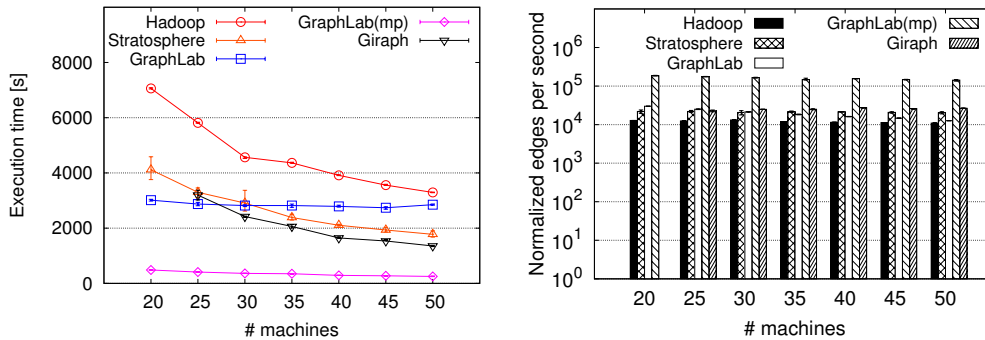 Hadoop
Stratosphere
GraphLab
GraphLab(mp)
Giraph
Execution time [s]
8000
6000
4000
2000
0
20 25 30 35 40 45 50
# machines
Hadoop
Stratosphere
GraphLab
GraphLab(mp)
Giraph
Normalized edges per second
10^6
10^5
10^4
10^3
10^2
10^1
10^0
20 25 30 35 40 45 50
# machines